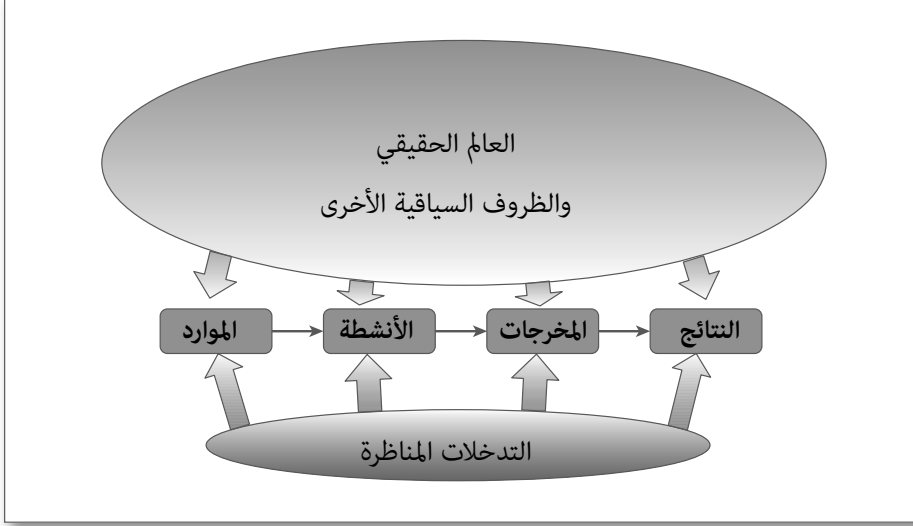 العالم الحقيقي
والظروف السياقية الأخرى
الموارد
الأنشطة
المخرجات
النتائج
التدخلات المناظرة